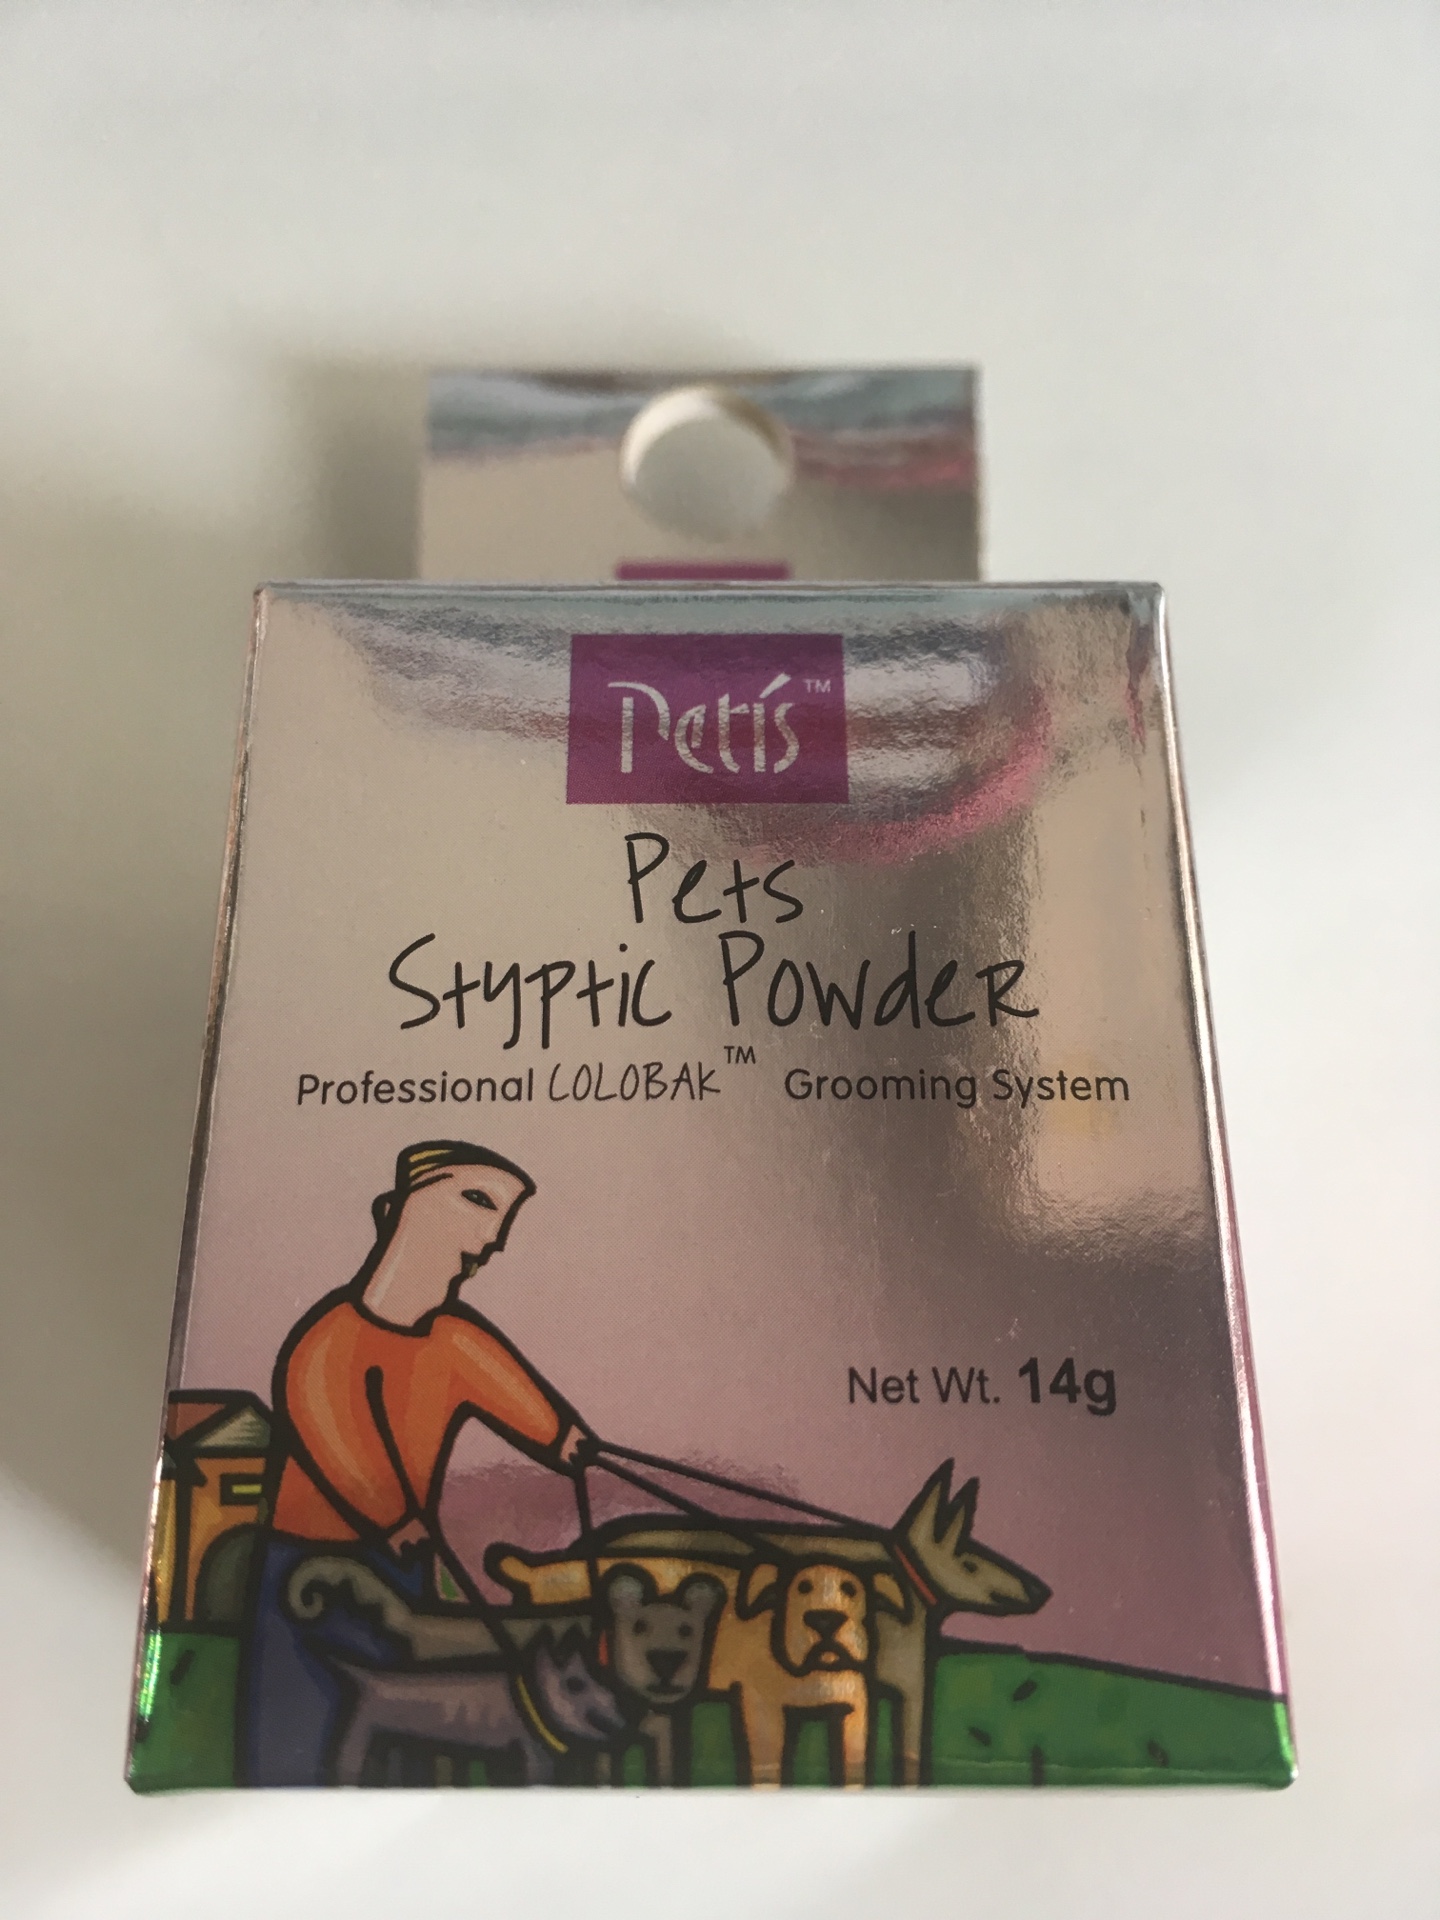 Petís™
Pets
Styptic Powder
Professional COLOBAK™ Grooming System
Net Wt. 14g